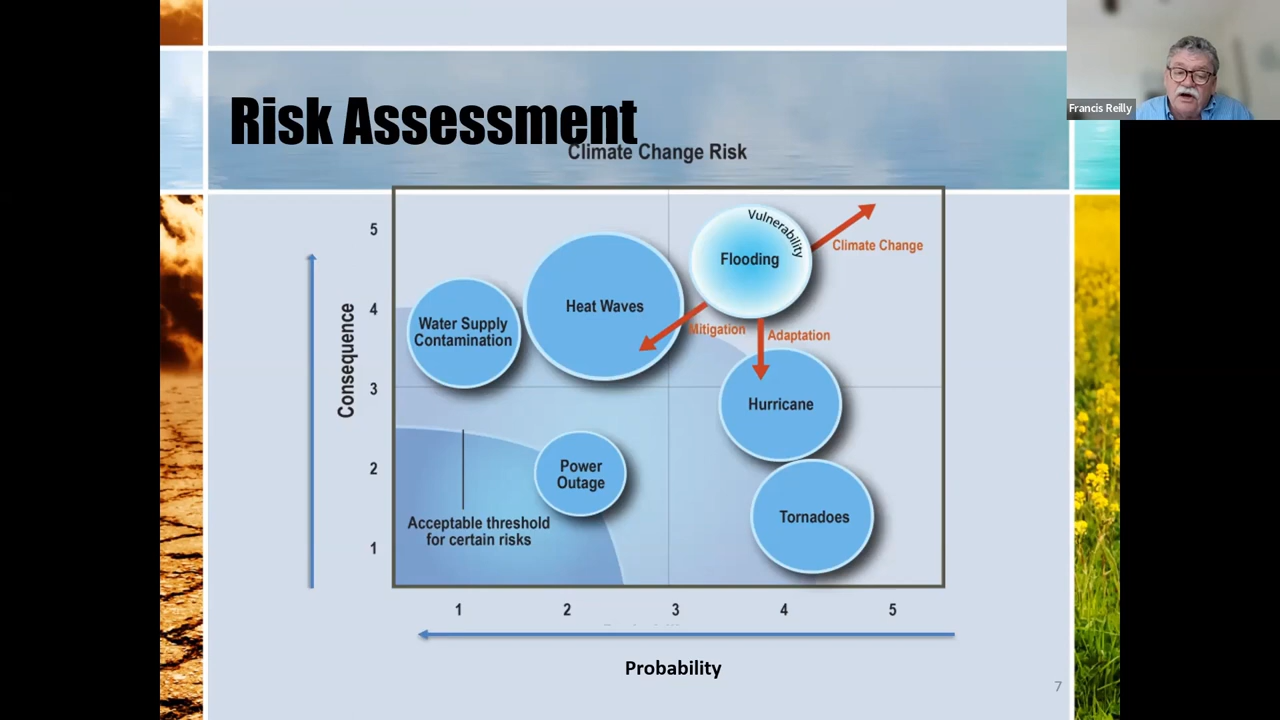 Francis Reilly
Risk Assessment
Climate Change Risk
5
4
3
2
1
Consequence
Vulnerability
Flooding
Climate Change
Heat Waves
Water Supply
Contamination
Mitigation
Adaptation
Hurricane
Power
Outage
Tornadoes
Acceptable threshold
for certain risks
1
2
3
4
5
Probability
7